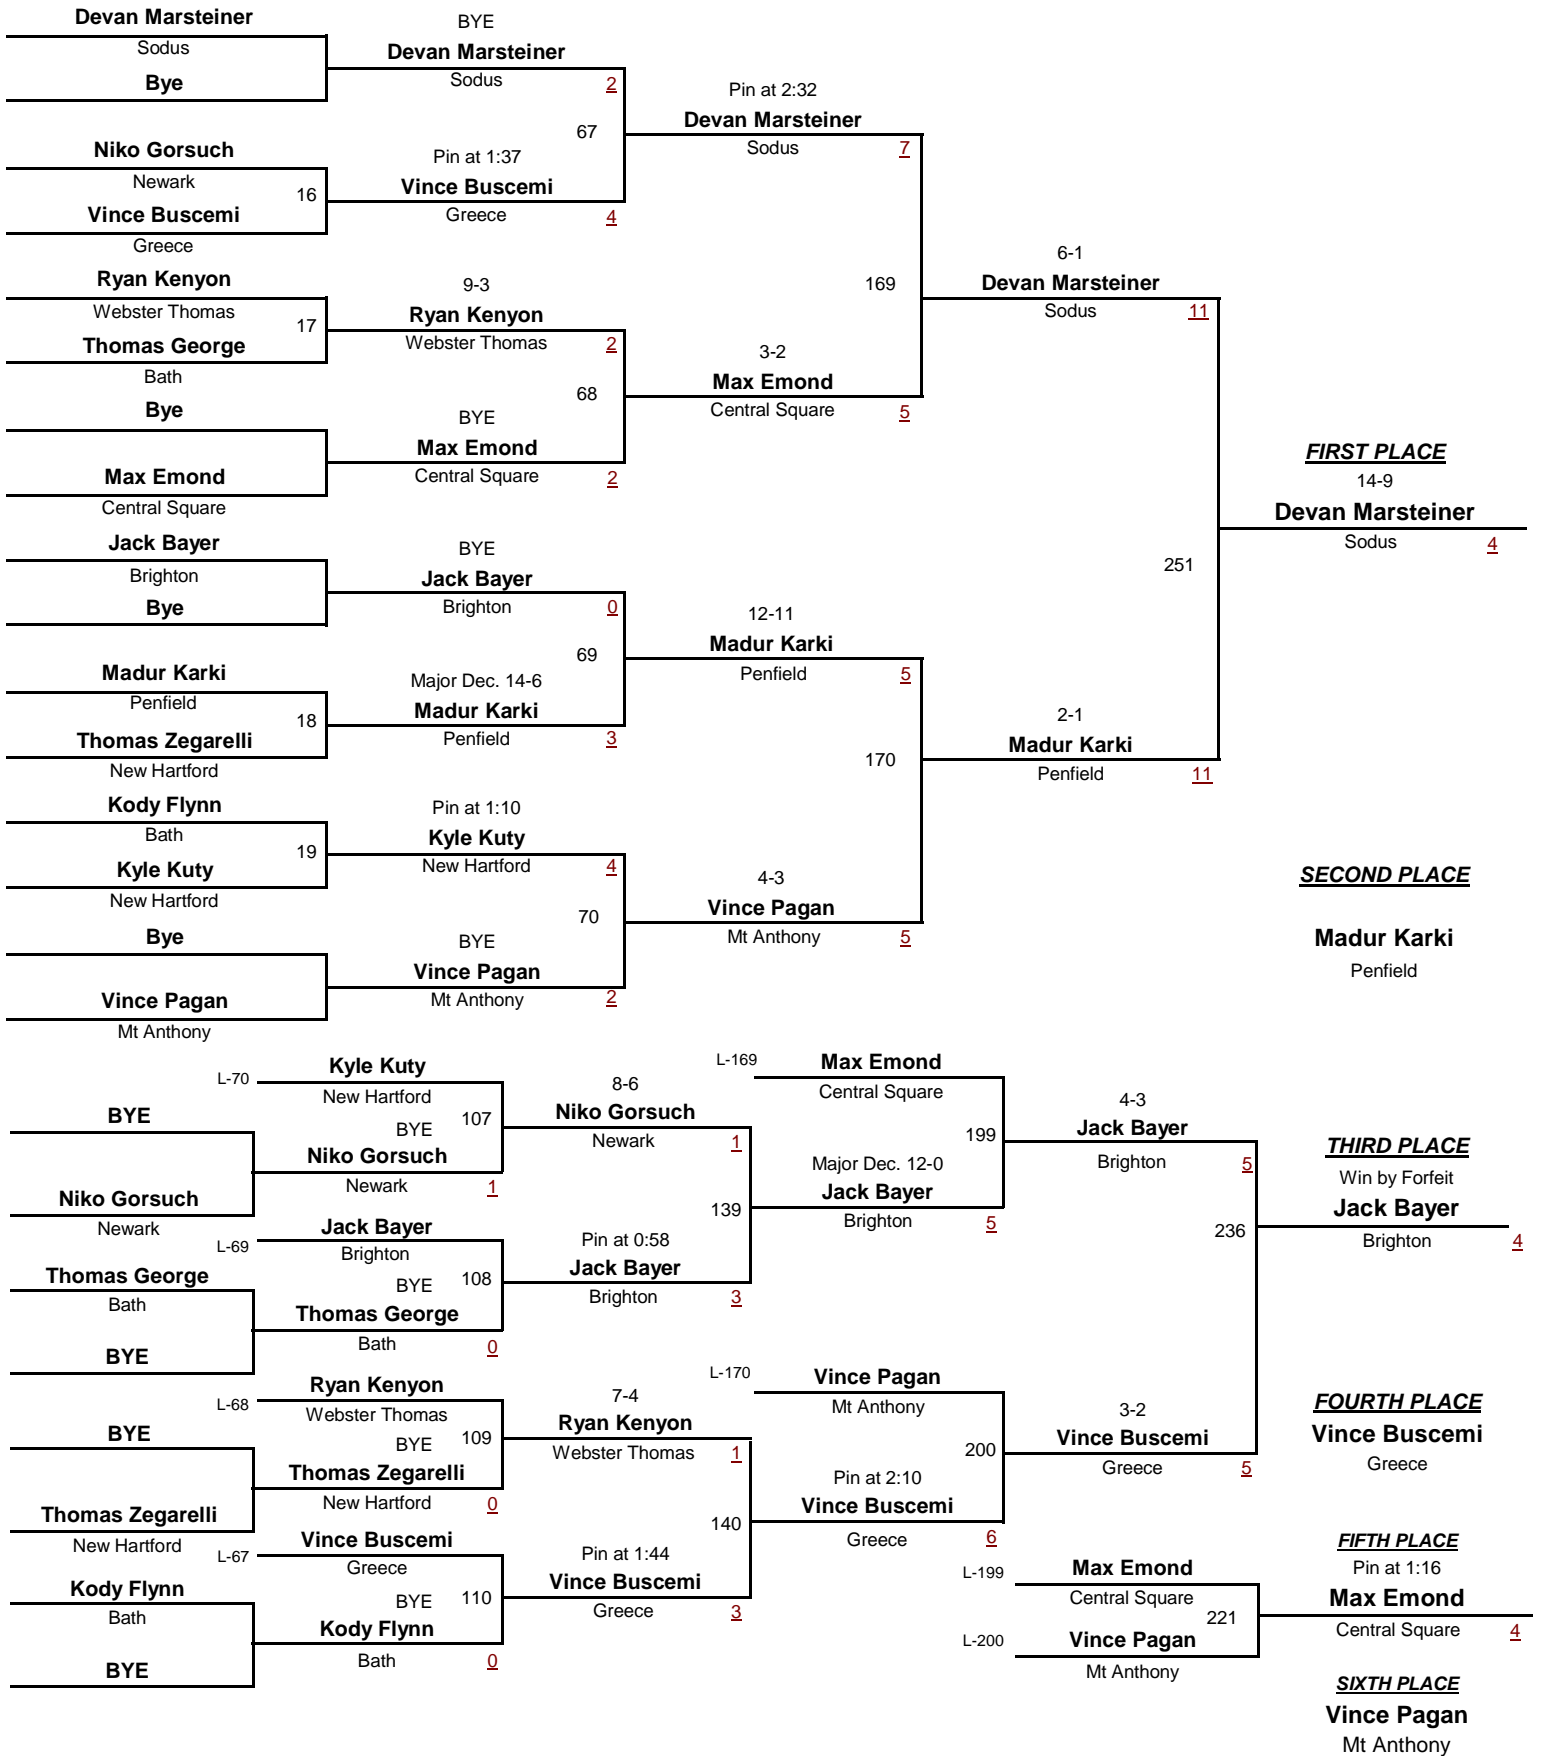 Devan Marsteiner
Sodus
Bye
BYE
Devan Marsteiner
Sodus
2
67
Niko Gorsuch
Newark
16
Vince Buscemi
Greece
Pin at 1:37
Vince Buscemi
Greece
4
Pin at 2:32
Devan Marsteiner
Sodus
7
Ryan Kenyon
Webster Thomas
17
Thomas George
Bath
9-3
Ryan Kenyon
Webster Thomas
2
68
Bye
Max Emond
Central Square
BYE
Max Emond
Central Square
2
3-2
Max Emond
Central Square
5
169
6-1
Devan Marsteiner
Sodus
11
Jack Bayer
Brighton
Bye
BYE
Jack Bayer
Brighton
0
69
Madur Karki
Penfield
18
Thomas Zegarelli
New Hartford
Major Dec. 14-6
Madur Karki
Penfield
3
12-11
Madur Karki
Penfield
5
Kody Flynn
Bath
19
Kyle Kuty
New Hartford
Pin at 1:10
Kyle Kuty
New Hartford
4
70
Bye
Vince Pagan
Mt Anthony
BYE
Vince Pagan
Mt Anthony
2
4-3
Vince Pagan
Mt Anthony
5
170
2-1
Madur Karki
Penfield
11
251
FIRST PLACE
14-9
Devan Marsteiner
Sodus
4
SECOND PLACE
Madur Karki
Penfield
L-70
Kyle Kuty
New Hartford
BYE
Niko Gorsuch
Newark
BYE
107
Niko Gorsuch
Newark
1
8-6
Niko Gorsuch
Newark
1
L-69
Jack Bayer
Brighton
Thomas George
Bath
BYE
BYE
108
Thomas George
Bath
0
Pin at 0:58
Jack Bayer
Brighton
3
139
L-169
Max Emond
Central Square
199
Major Dec. 12-0
Jack Bayer
Brighton
5
4-3
Jack Bayer
Brighton
5
L-68
Ryan Kenyon
Webster Thomas
BYE
Thomas Zegarelli
New Hartford
BYE
109
Thomas Zegarelli
New Hartford
0
7-4
Ryan Kenyon
Webster Thomas
1
L-67
Vince Buscemi
Greece
Kody Flynn
Bath
BYE
BYE
110
Kody Flynn
Bath
0
Pin at 1:44
Vince Buscemi
Greece
3
140
L-170
Vince Pagan
Mt Anthony
200
Pin at 2:10
Vince Buscemi
Greece
6
3-2
Vince Buscemi
Greece
5
236
THIRD PLACE
Win by Forfeit
Jack Bayer
Brighton
4
FOURTH PLACE
Vince Buscemi
Greece
L-199
Max Emond
Central Square
221
L-200
Vince Pagan
Mt Anthony
FIFTH PLACE
Pin at 1:16
Max Emond
Central Square
4
SIXTH PLACE
Vince Pagan
Mt Anthony